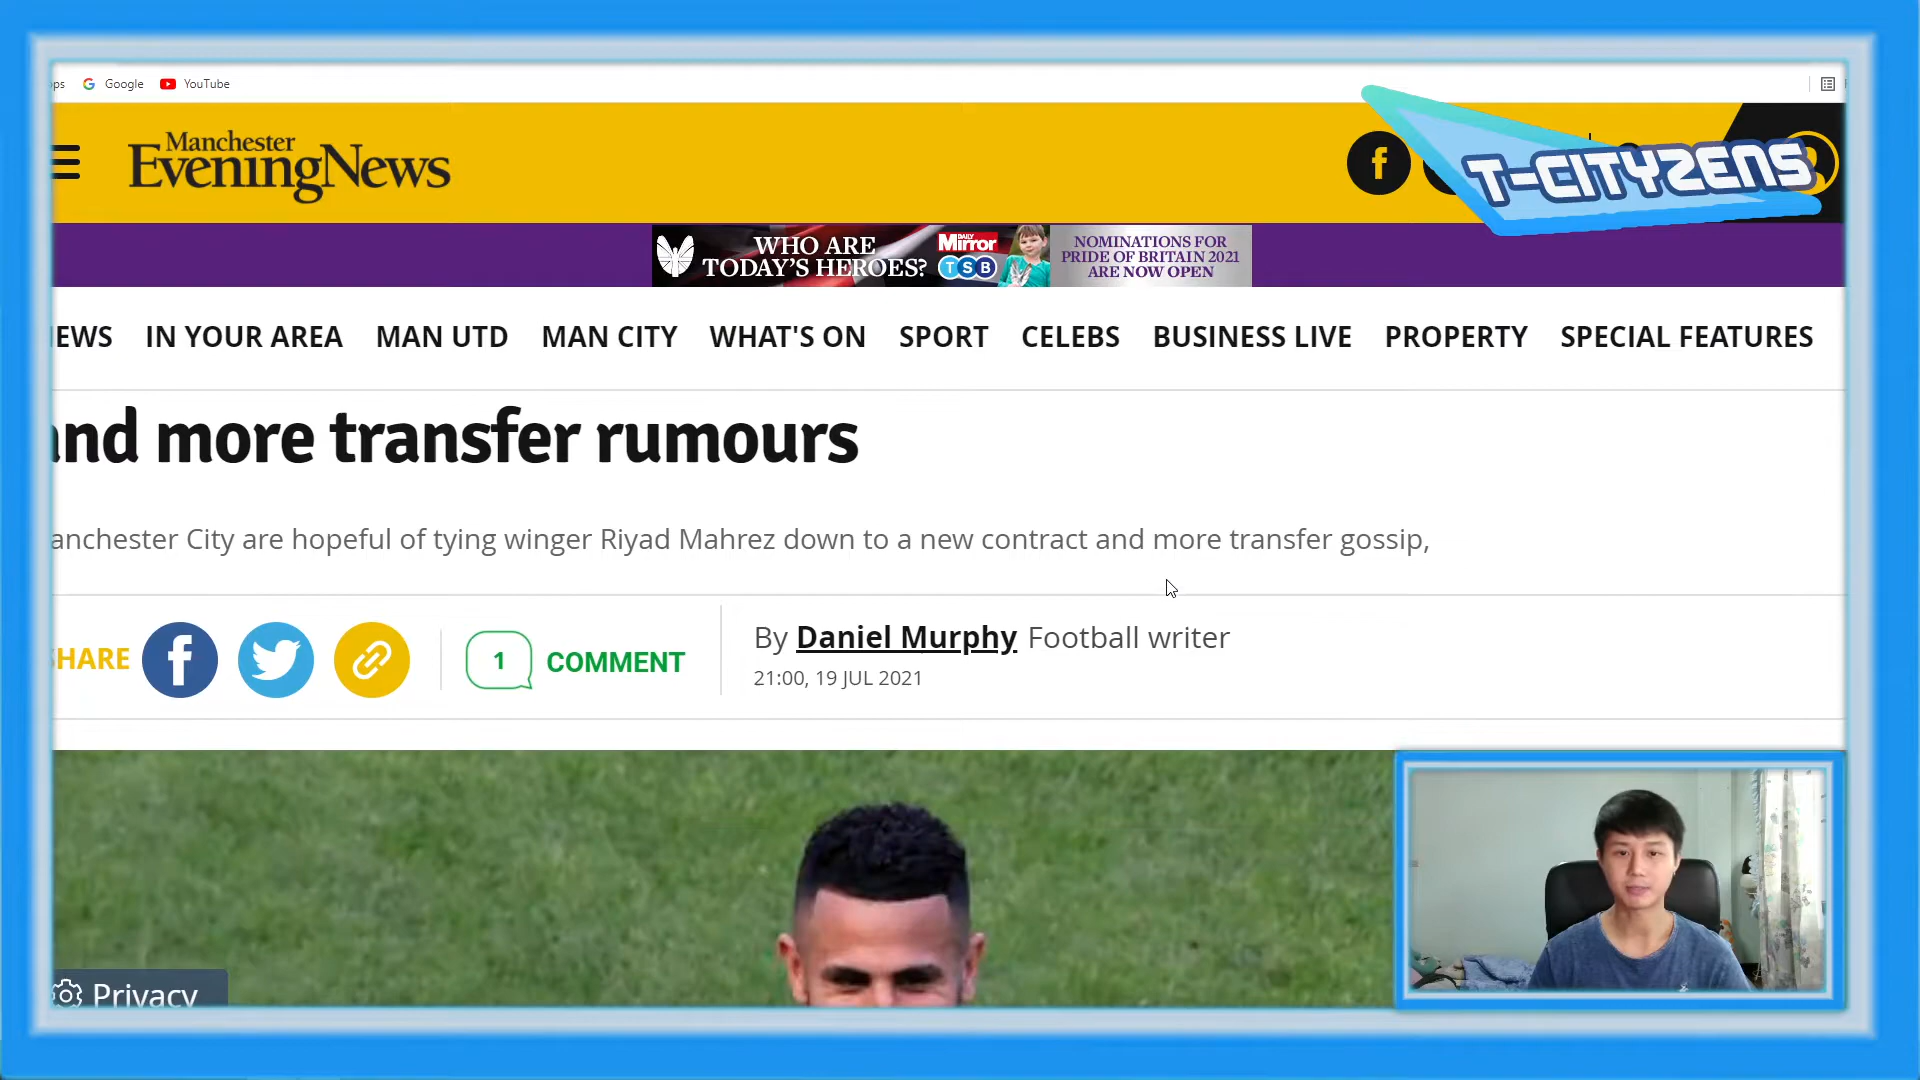 Google YouTube
Manchester
EveningNews
T-CITYZENS
WHO ARE
TODAY'S HEROES?
DAILY
Mirror
TSB
NOMINATIONS FOR
PRIDE OF BRITAIN 2021
ARE NOW OPEN
EWS IN YOUR AREA MAN UTD MAN CITY WHAT'S ON SPORT CELEBS BUSINESS LIVE PROPERTY SPECIAL FEATURES
and more transfer rumours
anchester City are hopeful of tying winger Riyad Mahrez down to a new contract and more transfer gossip,
HARE
1 COMMENT
By Daniel Murphy Football writer
21:00, 19 JUL 2021
Privacy